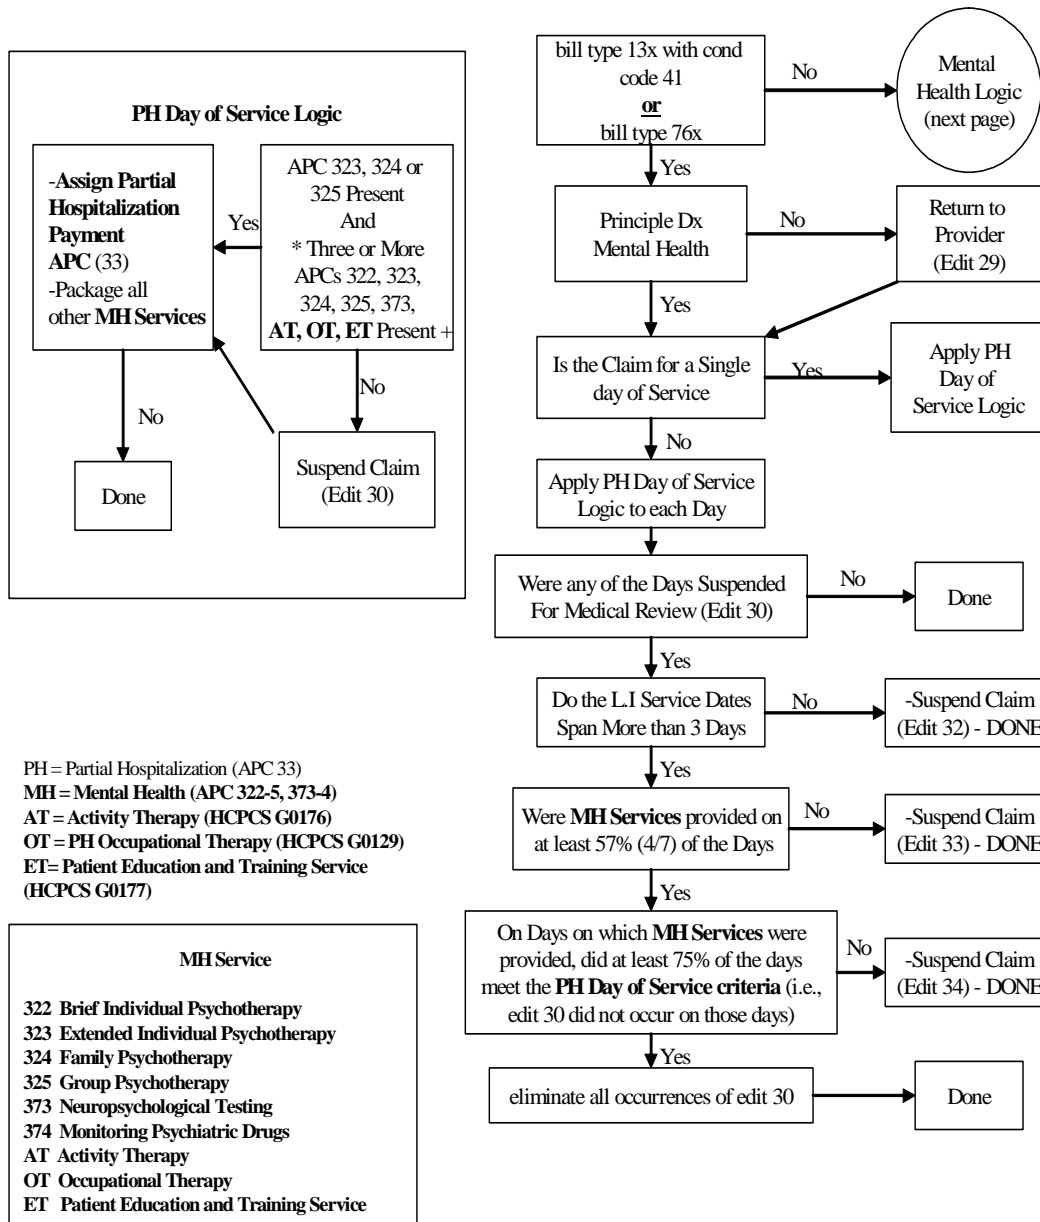 PH Day of Service Logic
-Assign Partial
Hospitalization
Payment
APC (33)
-Package all
other MH Services
Yes
APC 323, 324 or
325 Present
And
* Three or More
APCs 322, 323,
324, 325, 373,
AT, OT, ET Present +
No
No
Done
Suspend Claim
(Edit 30)
bill type 13x with cond
code 41
or
bill type 76x
No
Mental
Health Logic
(next page)
Yes
Principle Dx
Mental Health
No
Return to
Provider
(Edit 29)
Yes
Is the Claim for a Single
day of Service
Yes
Apply PH
Day of
Service Logic
No
Apply PH Day of Service
Logic to each Day
Were any of the Days Suspended
For Medical Review (Edit 30)
No
Done
Yes
Do the L.I Service Dates
Span More than 3 Days
No
-Suspend Claim
(Edit 32) - DONE
Yes
Were MH Services provided on
at least 57% (4/7) of the Days
No
-Suspend Claim
(Edit 33) - DONE
Yes
On Days on which MH Services were
provided, did at least 75% of the days
meet the PH Day of Service criteria (i.e.,
edit 30 did not occur on those days)
No
-Suspend Claim
(Edit 34) - DONE
Yes
eliminate all occurrences of edit 30
Done
PH = Partial Hospitalization (APC 33)
MH = Mental Health (APC 322-5, 373-4)
AT = Activity Therapy (HCPCS G0176)
OT = PH Occupational Therapy (HCPCS G0129)
ET= Patient Education and Training Service
(HCPCS G0177)
MH Service
322 Brief Individual Psychotherapy
323 Extended Individual Psychotherapy
324 Family Psychotherapy
325 Group Psychotherapy
373 Neuropsychological Testing
374 Monitoring Psychiatric Drugs
AT Activity Therapy
OT Occupational Therapy
ET Patient Education and Training Service